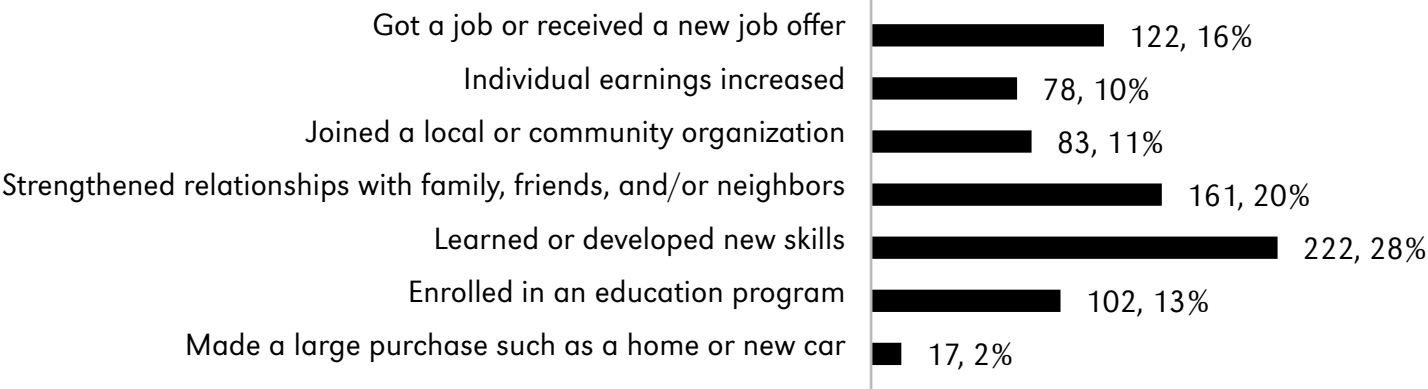 Got a job or received a new job offer 122, 16%
Individual earnings increased 78, 10%
Joined a local or community organization 83, 11%
Strengthened relationships with family, friends, and/or neighbors 161, 20%
Learned or developed new skills 222, 28%
Enrolled in an education program 102, 13%
Made a large purchase such as a home or new car 17, 2%